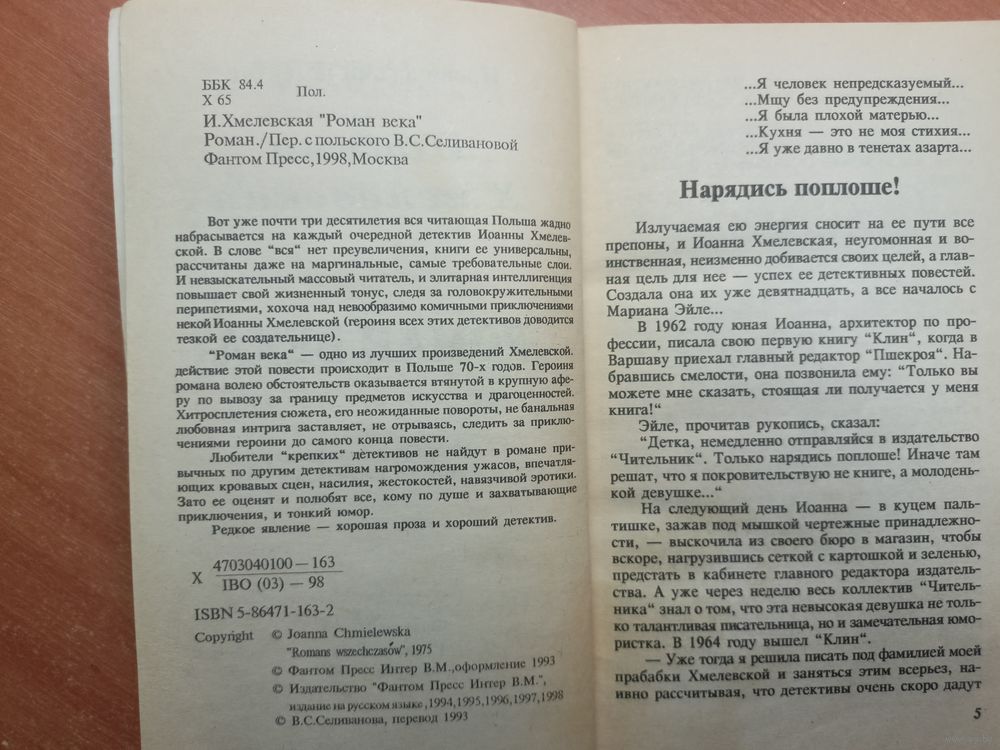 ББК 84.4
Х 65
Пол.
И.Хмелевская "Роман века"
Роман./Пер. с польского В.С.Селивановой
Фантом Пресс,1998,Москва
Вот уже почти три десятилетия вся читающая Польша жадно
набрасывается на каждый очередной детектив Иоанны Хмелев-
ской. В слове “вся“ нет преувеличения, книги ее универсальны,
рассчитаны даже на маргинальные, самые требовательные слои.
И невзыскательный массовый читатель, и элитарная интеллигенция
повышает свой жизненный тонус, следя за головокружительными
перипетиями, хохоча над невообразимо комичными приключениями
некой Иоанны Хмелевской (героиня всех этих детективов доводится
тезкой ее создательнице).
“Роман века“ — одно из лучших произведений Хмелевской.
действие этой повести происходит в Польше 70-х годов. Героиня
романа волею обстоятельств оказывается втянутой в крупную афе-
ру по вывозу за границу предметов искусства и драгоценностей.
Хитросплетения сюжета, его неожиданные повороты, не банальная
любовная интрига заставляет, не отрываясь, следить за приклю-
чениями героини до самого конца повести.
Любители “крепких“ детективов не найдут в романе при-
вычных по другим детективам нагромождения ужасов, впечатля-
ющих кровавых сцен, насилия, жестокостей, навязчивой эротики.
Зато ее оценят и полюбят все, кому по душе и захватывающие
приключения, и тонкий юмор.
Редкое явление — хорошая проза и хороший детектив.
Х 4703040100 — 163
IBO (03) — 98
ISBN 5-86471-163-2
Copyright © Joanna Chmielewska
"Romans wszechczasów", 1975
© Фантом Пресс Интер В.М.,оформление 1993
© Издательство "Фантом Пресс Интер В.М.",
издание на русском языке,1994,1995,1996,1997,1998
© В.С.Селиванова, перевод 1993
...Я человек непредсказуемый...
...Мщу без предупреждения...
...Я была плохой матерью...
...Кухня — это не моя стихия...
...Я уже давно в тенетах азарта...
Нарядись поплоше!
Излучаемая ею энергия сносит на ее пути все
препоны, и Иоанна Хмелевская, неугомонная и во-
инственная, неизменно добивается своих целей, а глав-
ная цель для нее — успех ее детективных повестей.
Создала она их уже девятнадцать, а все началось с
Мариана Эйле...
В 1962 году юная Иоанна, архитектор по про-
фессии, писала свою первую книгу “Клин“, когда в
Варшаву приехал главный редактор “Пшекроя“. На-
бравшись смелости, она позвонила ему: “Только вы
можете мне сказать, стоящая ли получается у меня
книга!“
Эйле, прочитав рукопись, сказал:
“Детка, немедленно отправляйся в издательство
“Чительник“. Только нарядись поплоше! Иначе там
решат, что я покровительствую не книге, а молодень-
кой девушке...“
На следующий день Иоанна — в куцем паль-
тишке, зажав под мышкой чертежные принадлежно-
сти, — выскочила из своего бюро в магазин, чтобы
вскоре, нагрузившись сеткой с картошкой и зеленью,
предстать в кабинете главного редактора издатель-
ства. А уже через неделю весь коллектив “Читель-
ника“ знал о том, что эта невысокая девушка не толь-
ко талантливая писательница, но и замечательная юмо-
ристка. В 1964 году вышел “Клин“.
— Уже тогда я решила писать под фамилией моей
прабабки Хмелевской и заняться этим всерьез, на-
ивно рассчитывая, что детективы очень скоро дадут
5